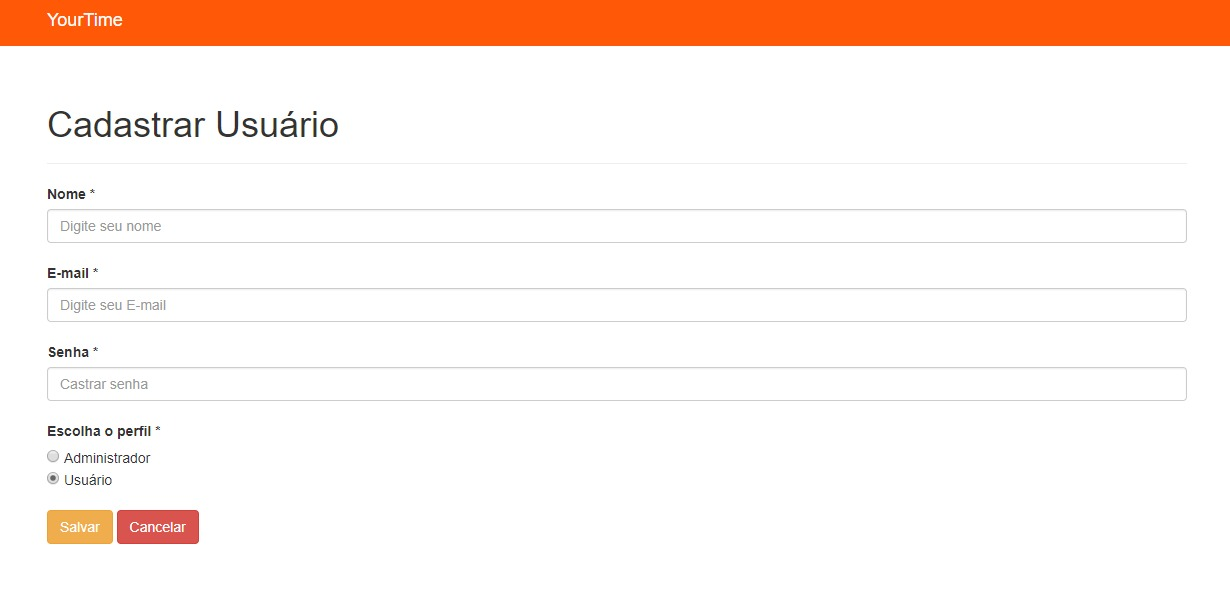 YourTime
Cadastrar Usuário
Nome *
Digite seu nome
E-mail *
Digite seu E-mail
Senha *
Castrar senha
Escolha o perfil *
Administrador
Usuário
Salvar Cancelar